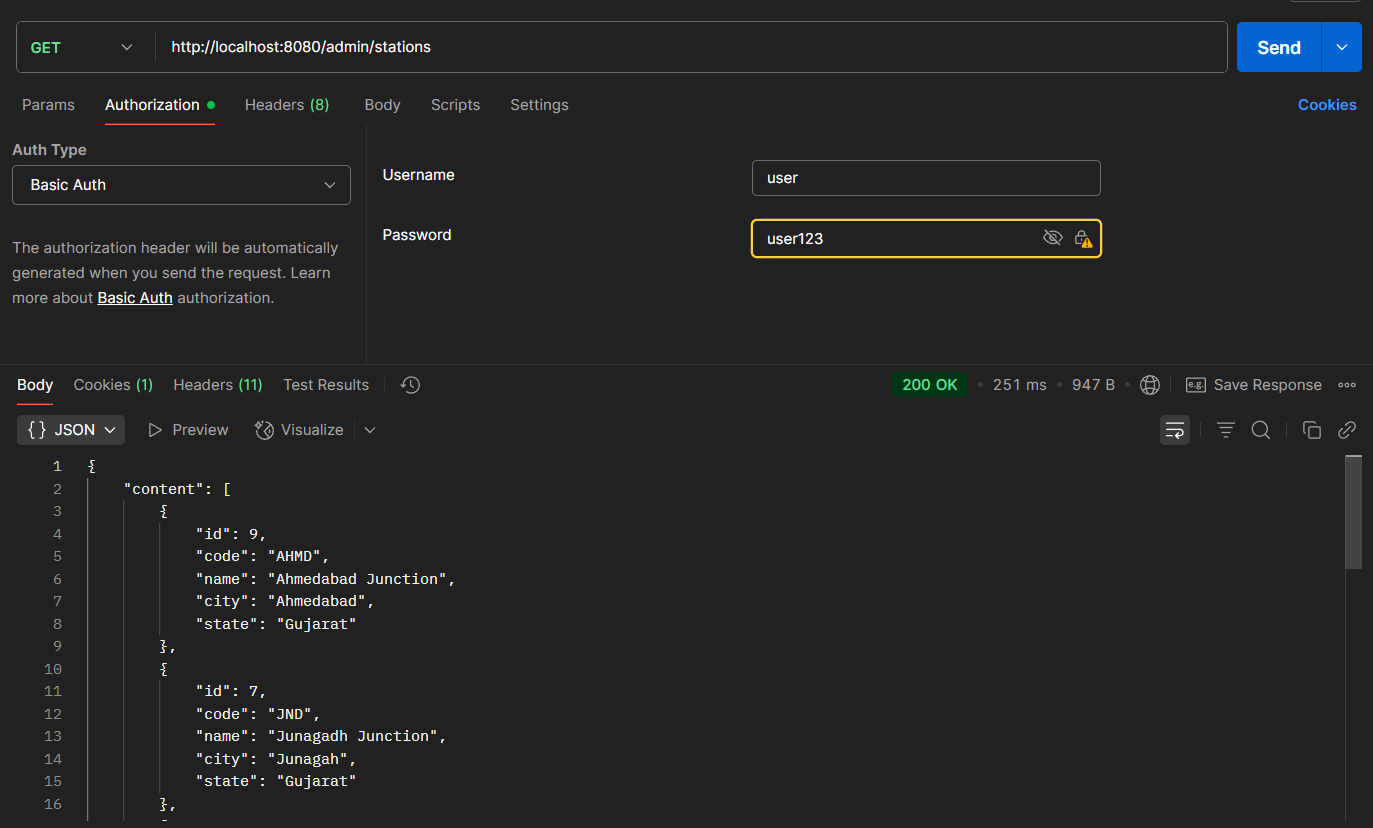 GET http://localhost:8080/admin/stations Send
Params Authorization Headers (8) Body Scripts Settings Cookies
Auth Type
Basic Auth
The authorization header will be automatically
generated when you send the request. Learn
more about Basic Auth authorization.
Username user
Password user123
Body Cookies (1) Headers (11) Test Results 200 OK • 251 ms • 947 B • e.g. Save Response
{} JSON Preview Visualize
1 {
2 "content": [
3 {
4 "id": 9,
5 "code": "AHMD",
6 "name": "Ahmedabad Junction",
7 "city": "Ahmedabad",
8 "state": "Gujarat"
9 },
10 {
11 "id": 7,
12 "code": "JND",
13 "name": "Junagadh Junction",
14 "city": "Junagah",
15 "state": "Gujarat"
16 },